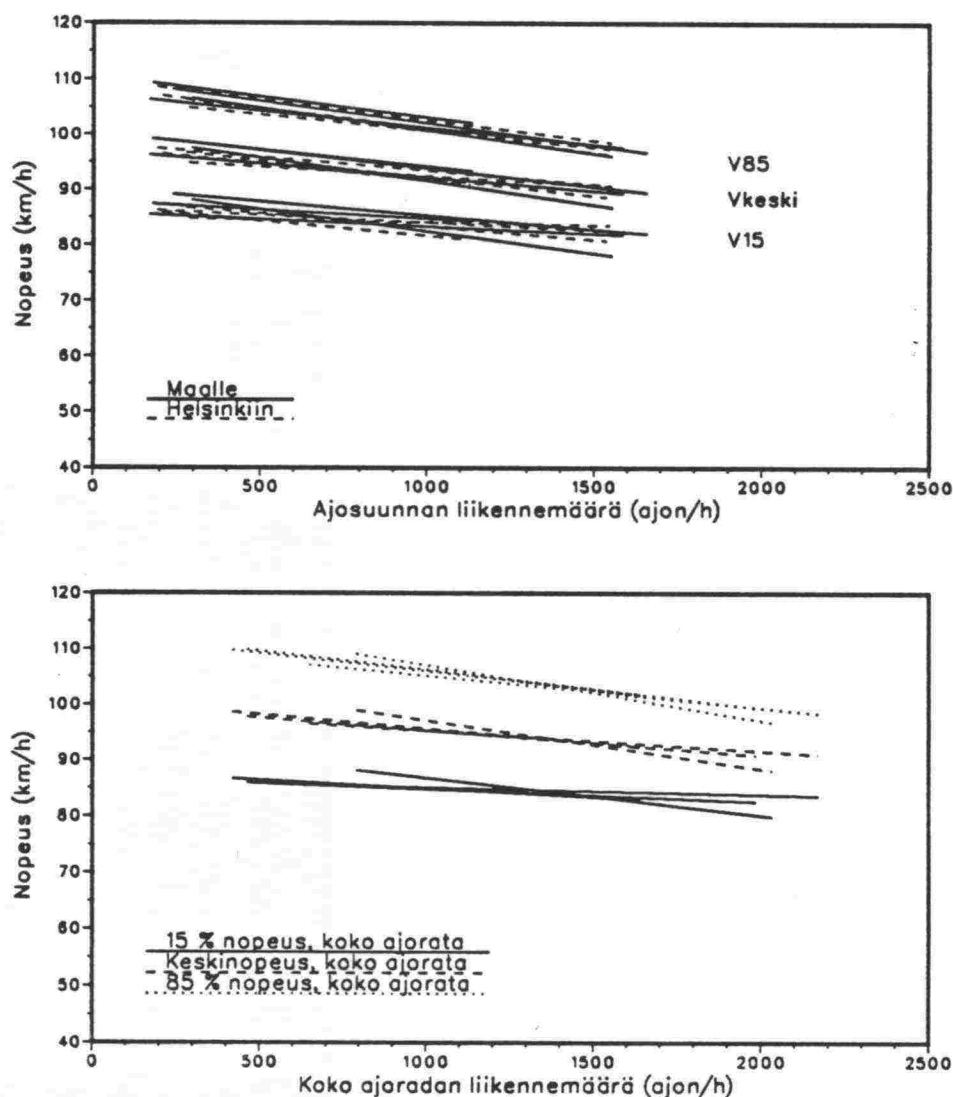 120
110
100
90
80
70
60
50
40
Nopeus (km/h)
V85
Vkeski
V15
Maalle
Helsinkiin
0 500 1000 1500 2000 2500
Ajosuunnan liikennemäärä (ajon/h)
120
110
100
90
80
70
60
50
40
Nopeus (km/h)
15 % nopeus, koko ajorata
Keskinopeus, koko ajorata
85 % nopeus, koko ajorata
0 500 1000 1500 2000 2500
Koko ajoradan liikennemäärä (ajon/h)